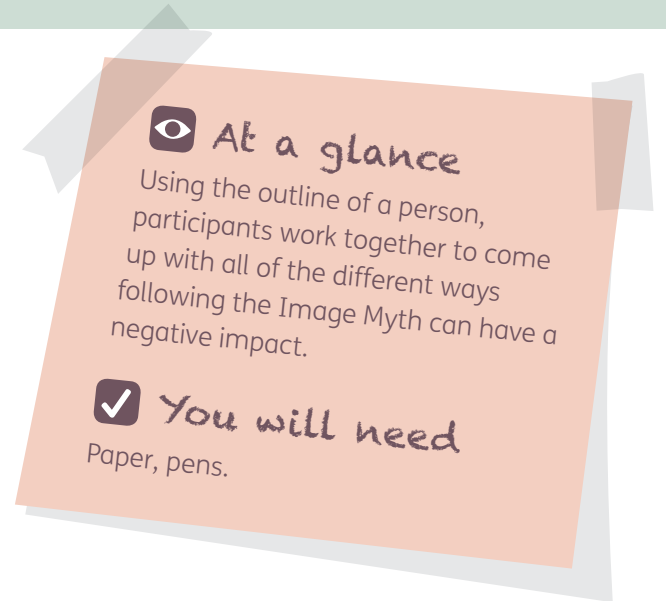 At a glance
Using the outline of a person,
participants work together to come
up with all of the different ways
following the Image Myth can have a
negative impact.
You will need
Paper, pens.